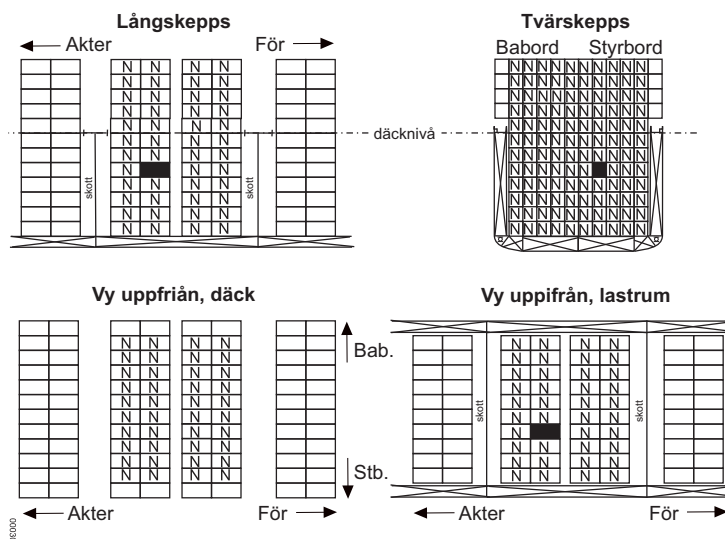 Långskepps
Akter För
N N N N
N N N N
N N N N
N N N N
N N N N
N N N N
N N N N
N N N
N N N N
N N N N
N N N N
N N N N
skott
skott
däcknivå
Tvärskepps
Babord Styrbord
N N N N N N N N N N
N N N N N N N N N N
N N N N N N N N N N
N N N N N N N N N N
N N N N N N N N N N
N N N N N N N N N N
N N N N N N N N N N
N N N N N N N N N
N N N N N N N N N N
N N N N N N N N N N
N N N N N N N N N N
N N N N N N N N N N
Vy uppfriån, däck
N N N N
N N N N
N N N N
N N N N
N N N N
N N N N
N N N N
N N N N
N N N N
N N N N
Bab.
Stb.
Akter För
Vy uppifrån, lastrum
N N N N
N N N N
N N N N
N N N N
N N N N
N N N N
N N N
N N N N
N N N N
N N N N
skott
skott
Akter För